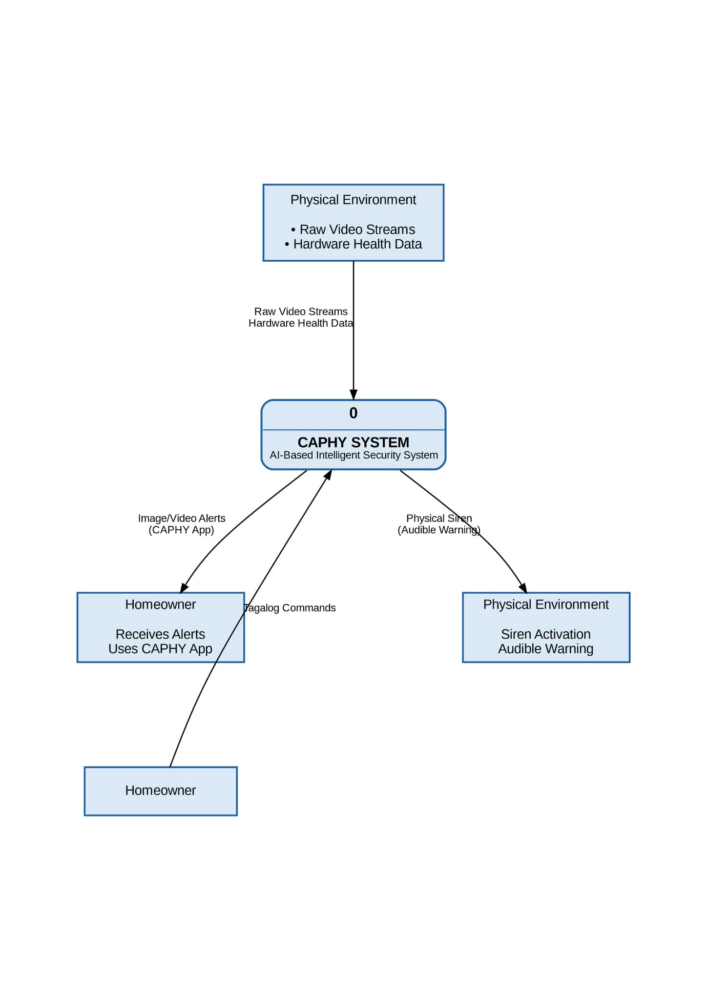 Physical Environment
• Raw Video Streams
• Hardware Health Data
Raw Video Streams
Hardware Health Data
0
CAPHY SYSTEM
AI-Based Intelligent Security System
Image/Video Alerts
(CAPHY App)
Physical Siren
(Audible Warning)
Homeowner
Receives Alerts
Uses CAPHY App
Tagalog Commands
Physical Environment
Siren Activation
Audible Warning
Homeowner